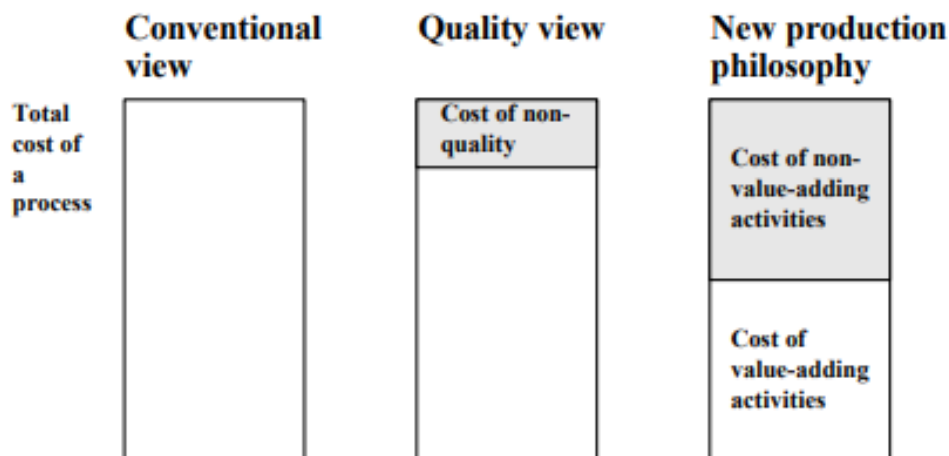 Conventional
view
Quality view
New production
philosophy
Total
cost of
a
process
Cost of non-
quality
Cost of non-
value-adding
activities
Cost of
value-adding
activities